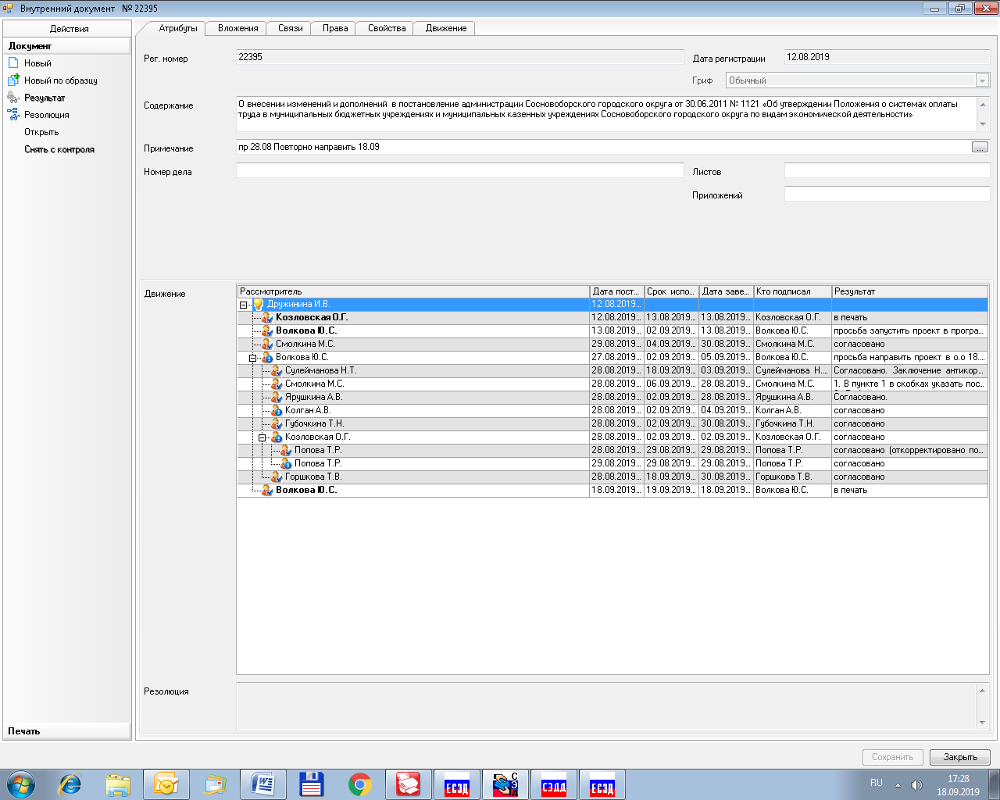 Внутренний документ № 22395
Действия
Документ
Новый
Новый по образцу
Результат
Резолюция
Открыть
Снять с контроля
Печать
Атрибуты Вложения Связи Права Свойства Движение
Рег. номер 22395 Дата регистрации 12.08.2019
Гриф Обычный
Содержание О внесении изменений и дополнений в постановление администрации Сосновоборского городского округа от 30.06.2011 № 1121 «Об утверждении Положения о системах оплаты
труда в муниципальных бюджетных учреждениях и муниципальных казенных учреждениях Сосновоборского городского округа по видам экономической деятельности»
Примечание пр 28.08 Повторно направить 18.09 ...
Номер дела Листов
Приложений
Движение
Рассмотритель Дата пост... Срок испо... Дата заве... Кто подписал Результат
Дружинина И.В. 12.08.2019...
Козловская О.Г. 12.08.2019... 13.08.2019... 13.08.2019... Козловская О.Г. в печать
Волкова Ю.С. 13.08.2019... 02.09.2019... 27.08.2019... Волкова Ю.С. просьба запустить проект в програ...
Смолкина М.С. 29.08.2019... 04.09.2019... 30.08.2019... Смолкина М.С. согласовано
Волкова Ю.С. 27.08.2019... 02.09.2019... 05.09.2019... Волкова Ю.С. просьба направить проект в о.о 18....
Сулейманова Н.Т. 28.08.2019... 18.09.2019... 03.09.2019... Сулейманова Н.... Согласовано. Заключение антикор...
Смолкина М.С. 28.08.2019... 06.09.2019... 28.08.2019... Смолкина М.С. 1. В пункте 1 в скобках указать пос...
Ярушкина А.В. 28.08.2019... 02.09.2019... 28.08.2019... Ярушкина А.В. Согласовано.
Колган А.В. 28.08.2019... 02.09.2019... 04.09.2019... Колган А.В. согласовано
Губочкина Т.Н. 28.08.2019... 02.09.2019... 30.08.2019... Губочкина Т.Н. согласовано
Козловская О.Г. 28.08.2019... 02.09.2019... 02.09.2019... Козловская О.Г. согласовано
Попова Т.Р. 28.08.2019... 29.08.2019... 29.08.2019... Попова Т.Р. согласовано (откорректировано по...
Попова Т.Р. 29.08.2019... 29.08.2019... 29.08.2019... Попова Т.Р. согласовано
Горшкова Т.В. 28.08.2019... 18.09.2019... 30.08.2019... Горшкова Т.В. согласовано
Волкова Ю.С. 18.09.2019... 19.09.2019... 18.09.2019... Волкова Ю.С. в печать
Резолюция
Сохранить Закрыть
ЕСЭД СЭД СЭДД ЕСЭД RU 17:28
18.09.2019